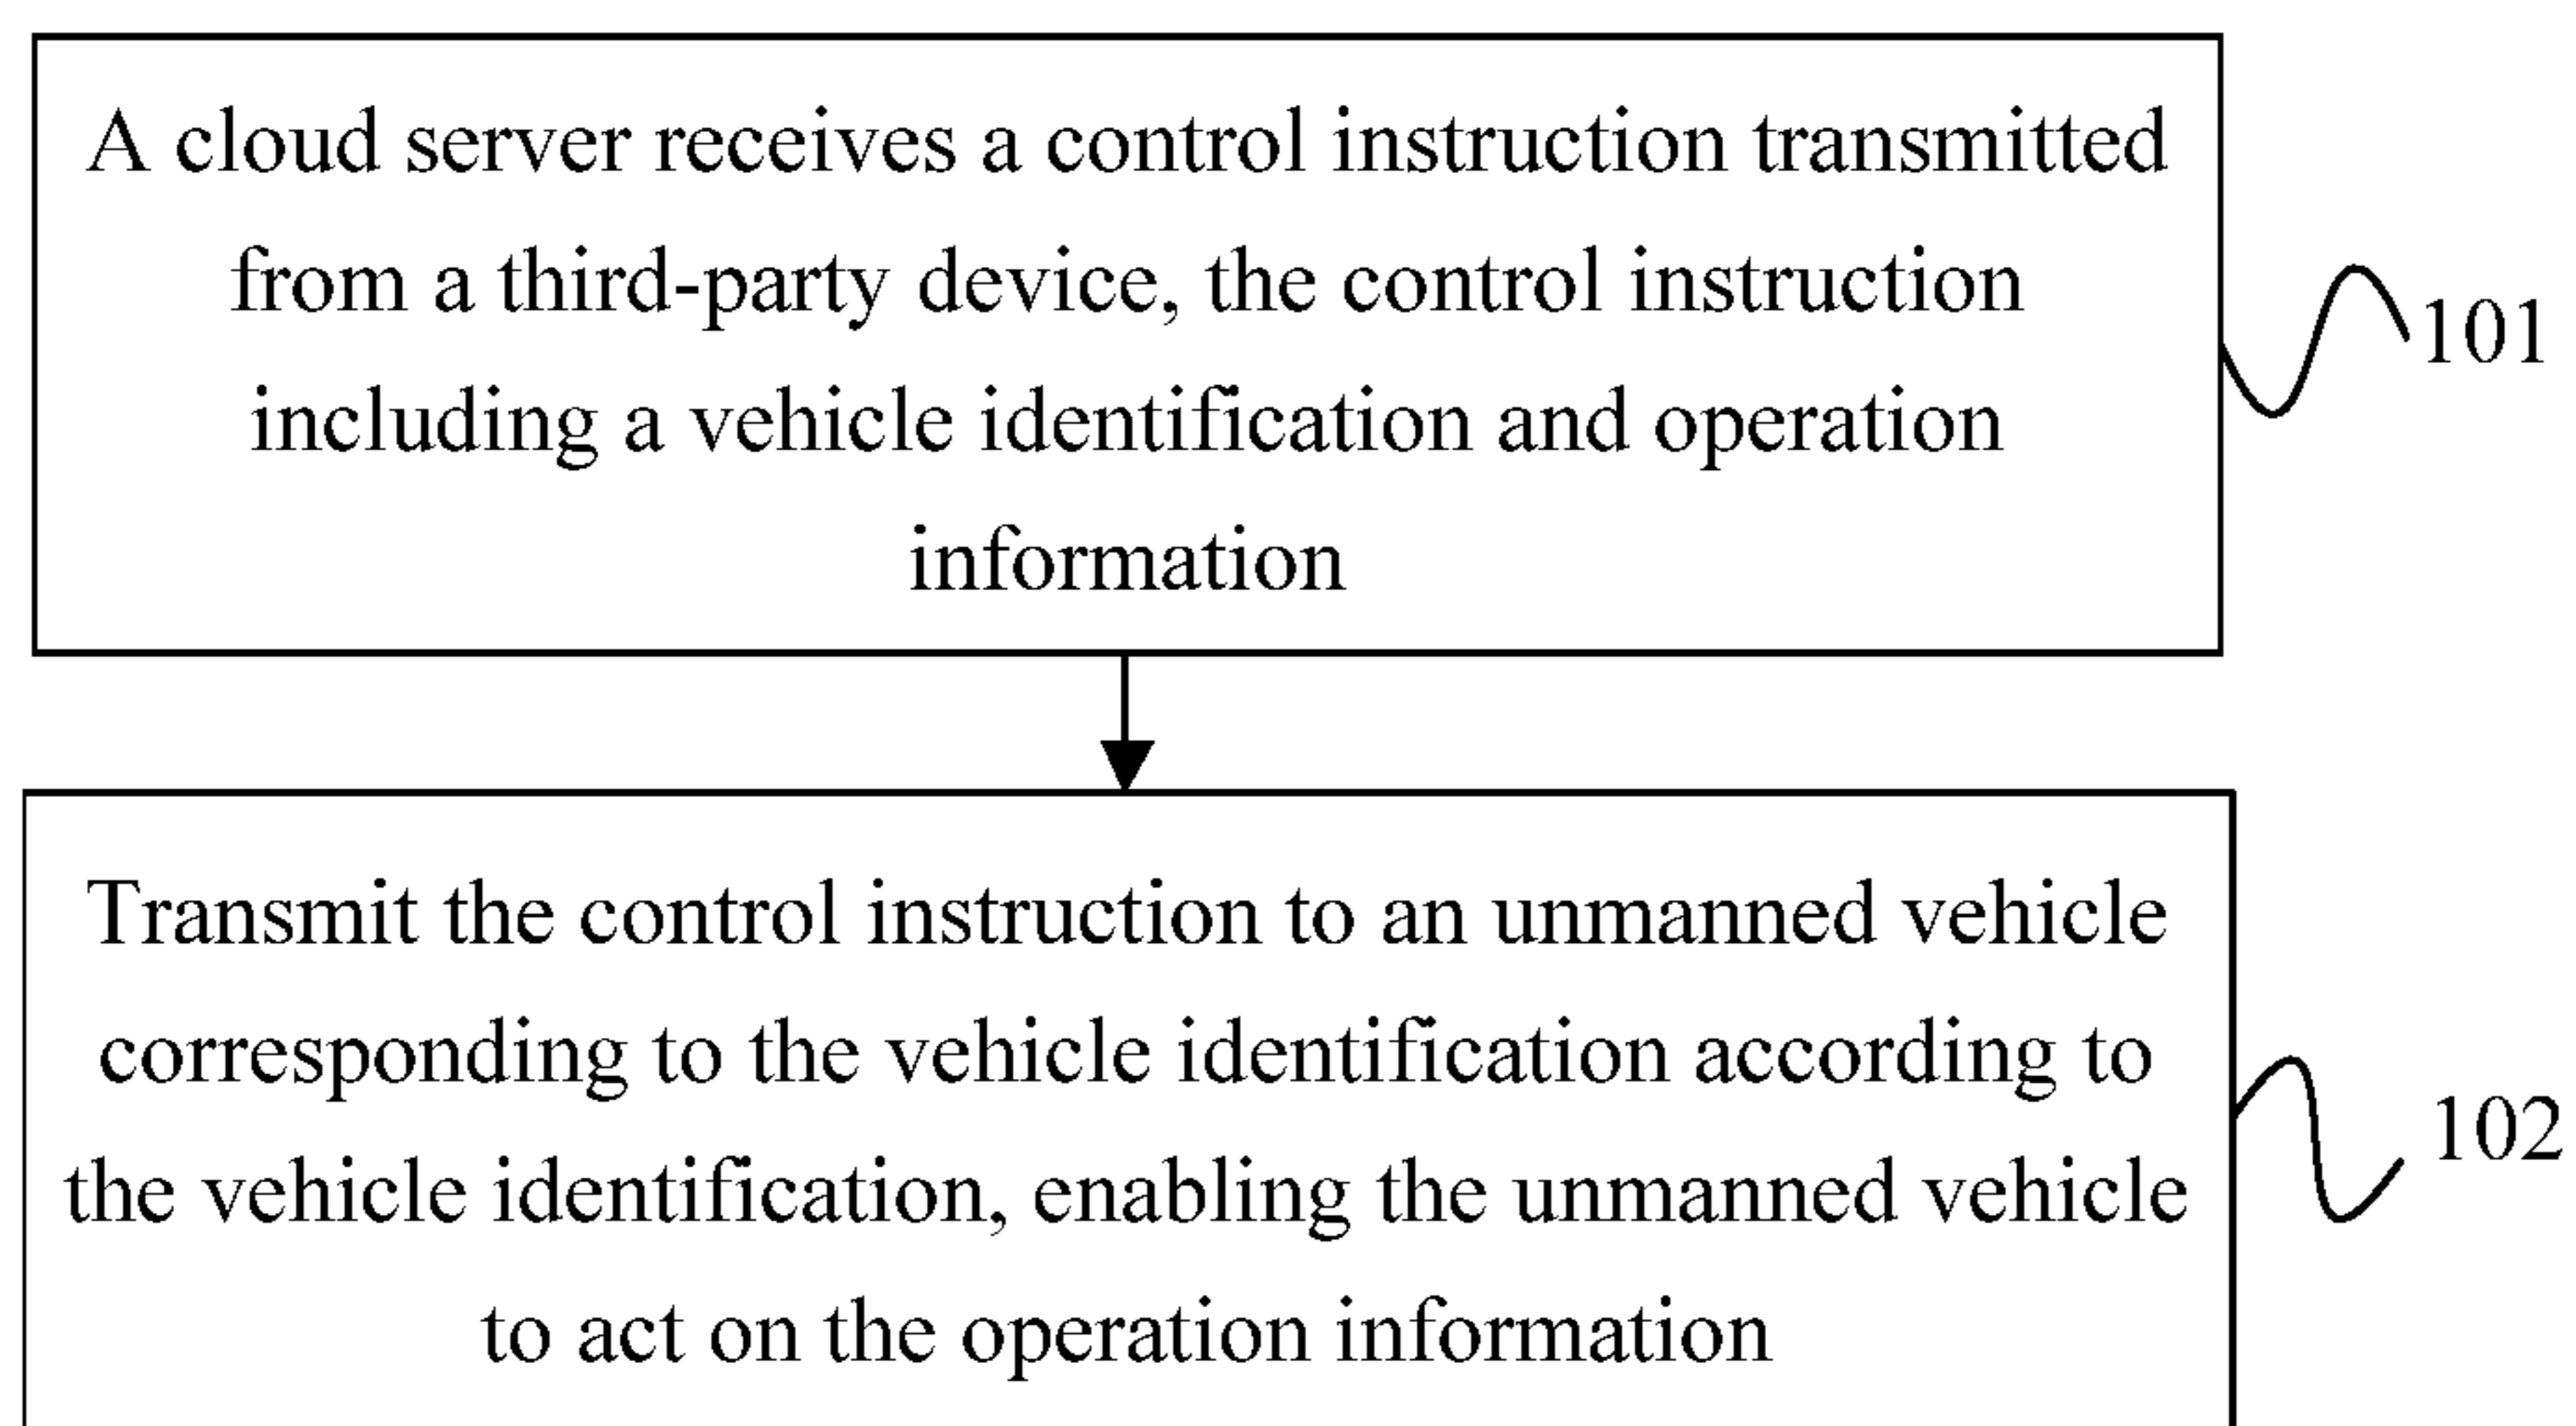 A cloud server receives a control instruction transmitted
from a third-party device, the control instruction
including a vehicle identification and operation
information
101
Transmit the control instruction to an unmanned vehicle
corresponding to the vehicle identification according to
the vehicle identification, enabling the unmanned vehicle
to act on the operation information
102